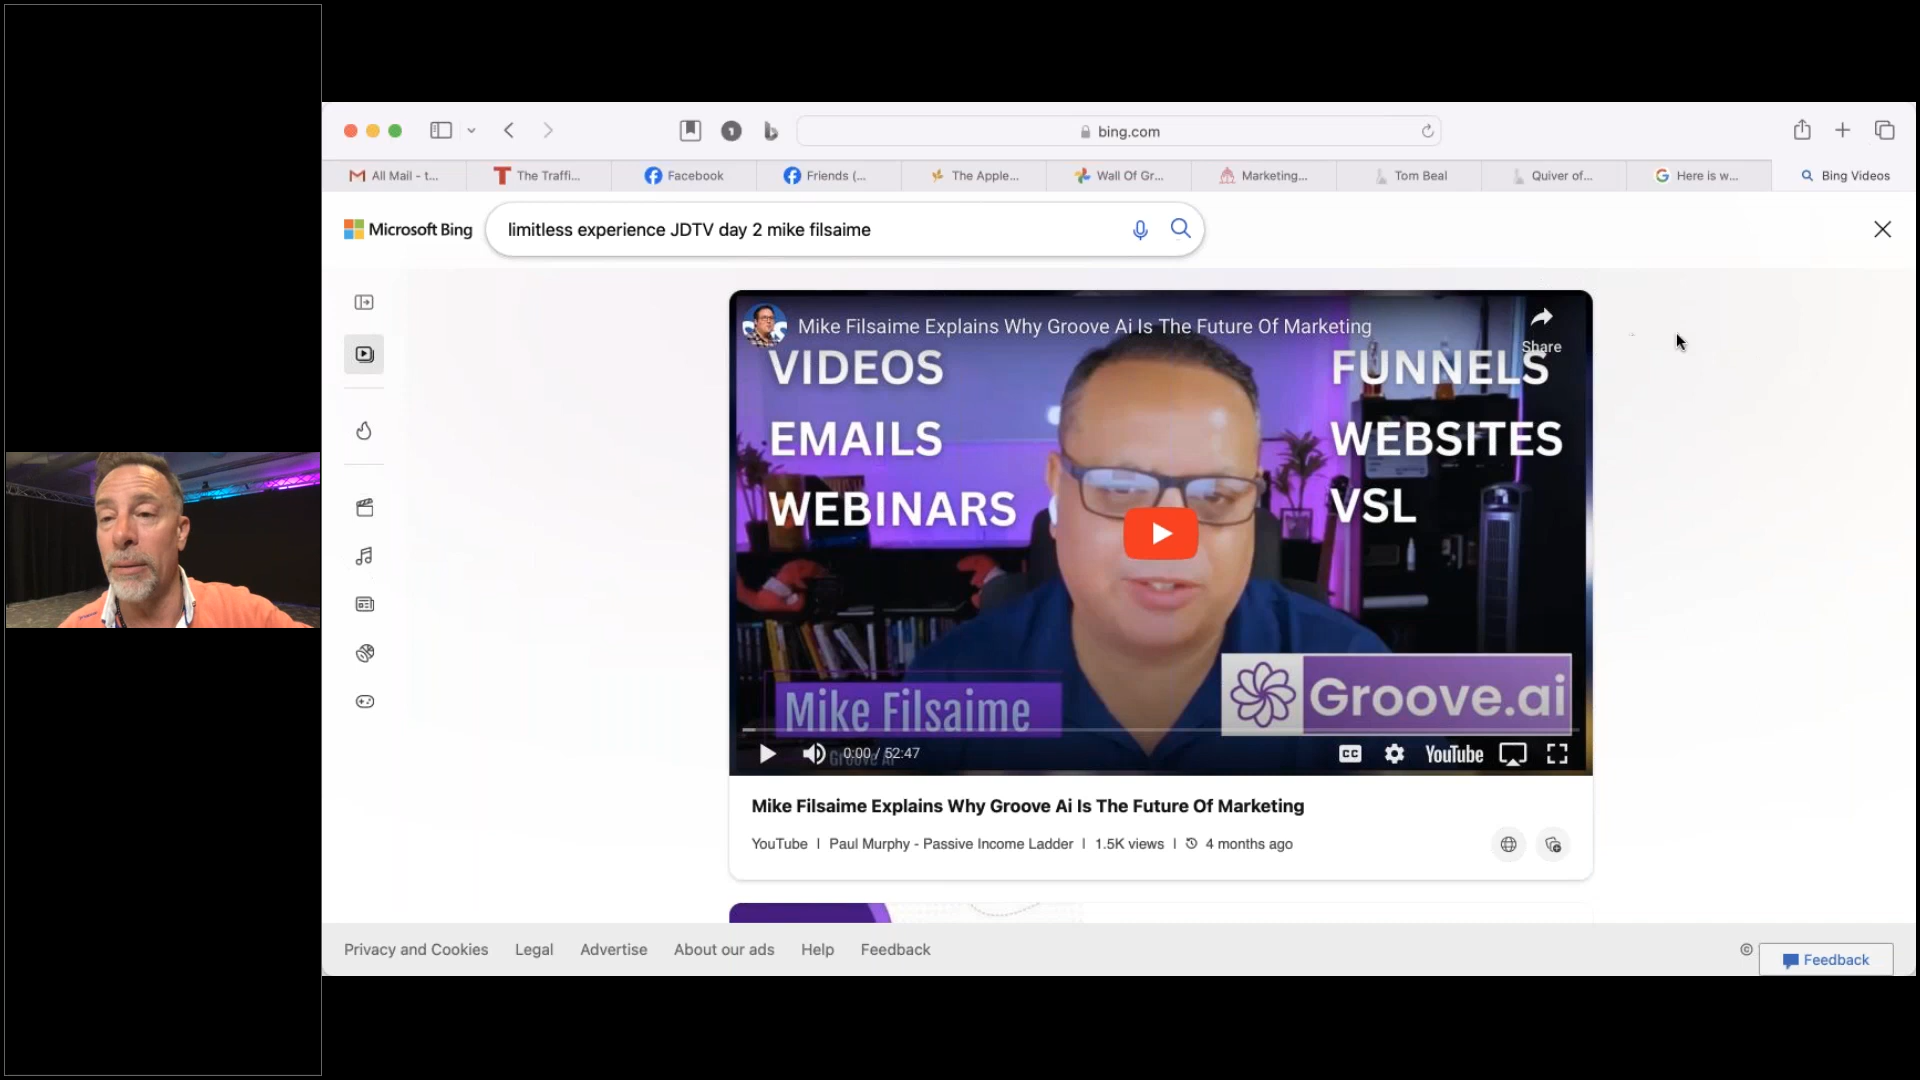 bing.com
All Mail - t...
The Traffi...
Facebook
Friends (...
The Apple...
Wall Of Gr...
Marketing...
Tom Beal
Quiver of...
Here is w...
Bing Videos
Microsoft Bing
limitless experience JDTV day 2 mike filsaime
Mike Filsaime Explains Why Groove Ai Is The Future Of Marketing
Share
VIDEOS
FUNNELS
EMAILS
WEBSITES
WEBINARS
VSL
Mike Filsaime
Groove.ai
0:00 / 52:47
Groove AI
CC
YouTube
Mike Filsaime Explains Why Groove Ai Is The Future Of Marketing
YouTube | Paul Murphy - Passive Income Ladder | 1.5K views | 4 months ago
Privacy and Cookies
Legal
Advertise
About our ads
Help
Feedback
©
Feedback